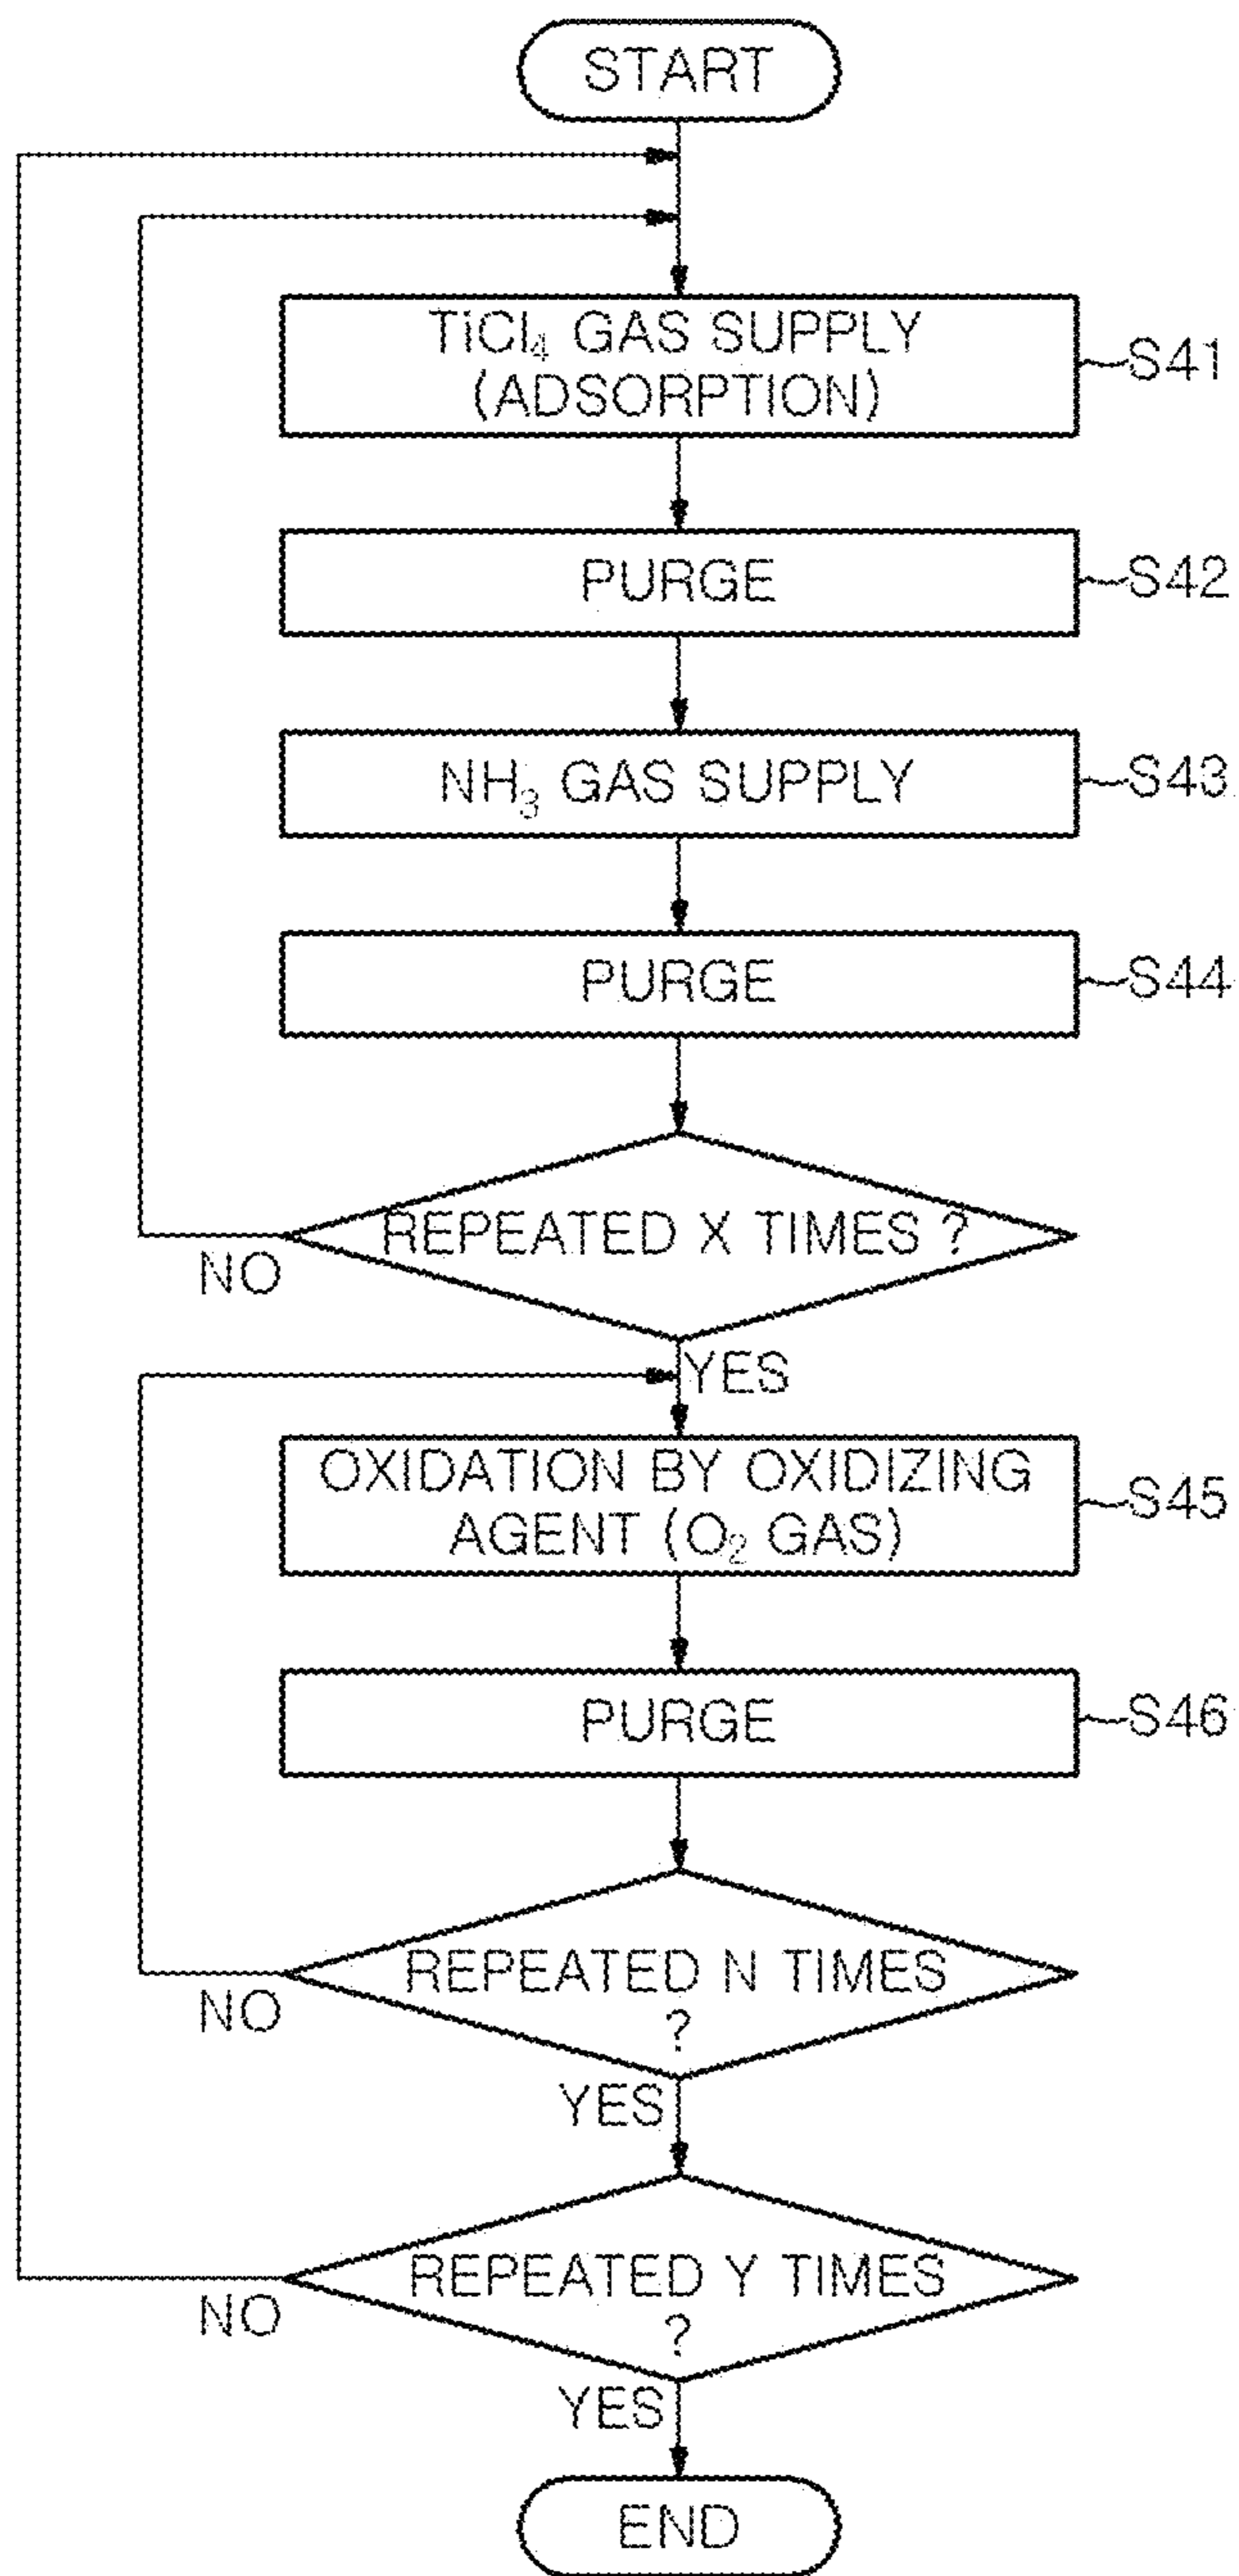 START
TiCl₄ GAS SUPPLY
(ADSORPTION)
S41
PURGE
S42
NH₃ GAS SUPPLY
S43
PURGE
S44
REPEATED X TIMES ?
NO
YES
OXIDATION BY OXIDIZING
AGENT (O₂ GAS)
S45
PURGE
S46
REPEATED N TIMES
?
NO
YES
REPEATED Y TIMES
?
NO
YES
END